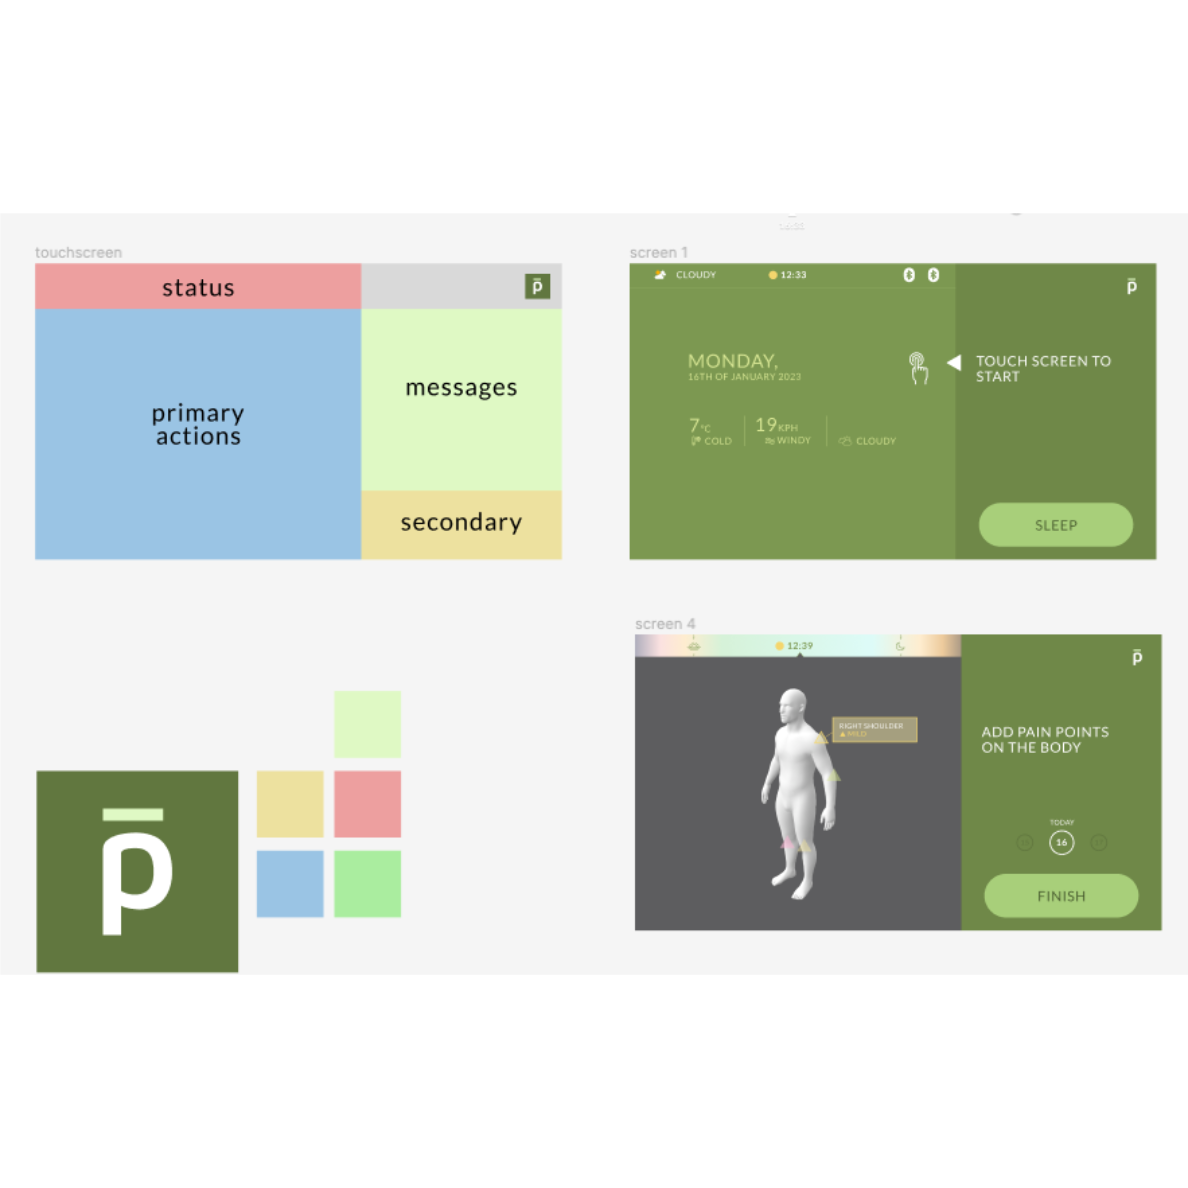 touchscreen
status
p̄
primary
actions
messages
secondary
screen 1
CLOUDY
12:33
p̄
MONDAY,
16TH OF JANUARY 2023
TOUCH SCREEN TO
START
7°C
19KPH
COLD
WINDY
CLOUDY
SLEEP
p̄
screen 4
12:39
p̄
RIGHT SHOULDER
MILD
ADD PAIN POINTS
ON THE BODY
TODAY
16
FINISH